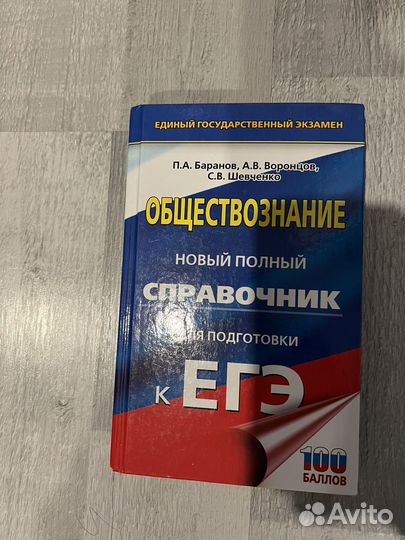 ЕДИНЫЙ ГОСУДАРСТВЕННЫЙ ЭКЗАМЕН
П.А. Баранов, А.В. Воронцов,
С.В. Шевченко
ОБЩЕСТВОЗНАНИЕ
НОВЫЙ ПОЛНЫЙ
СПРАВОЧНИК
ДЛЯ ПОДГОТОВКИ
К ЕГЭ
100
БАЛЛОВ
Avito